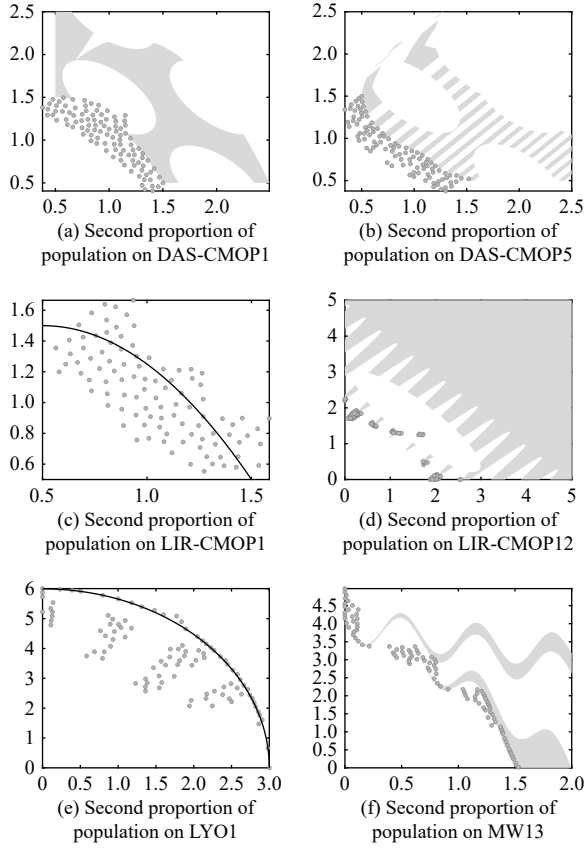 2.5
2.0
1.5
1.0
0.5
0.5 1.0 1.5 2.0
(a) Second proportion of
population on DAS-CMOP1
2.5
2.0
1.5
1.0
0.5
0.5 1.0 1.5 2.0 2.5
(b) Second proportion of
population on DAS-CMOP5
1.6
1.4
1.2
1.0
0.8
0.6
0.5 1.0 1.5
(c) Second proportion of
population on LIR-CMOP1
5
4
3
2
1
0
0 1 2 3 4 5
(d) Second proportion of
population on LIR-CMOP12
6
5
4
3
2
1
0
0 0.5 1.0 1.5 2.0 2.5 3.0
(e) Second proportion of
population on LYO1
4.5
4.0
3.5
3.0
2.5
2.0
1.5
1.0
0.5
0
0 0.5 1.0 1.5 2.0
(f) Second proportion of
population on MW13